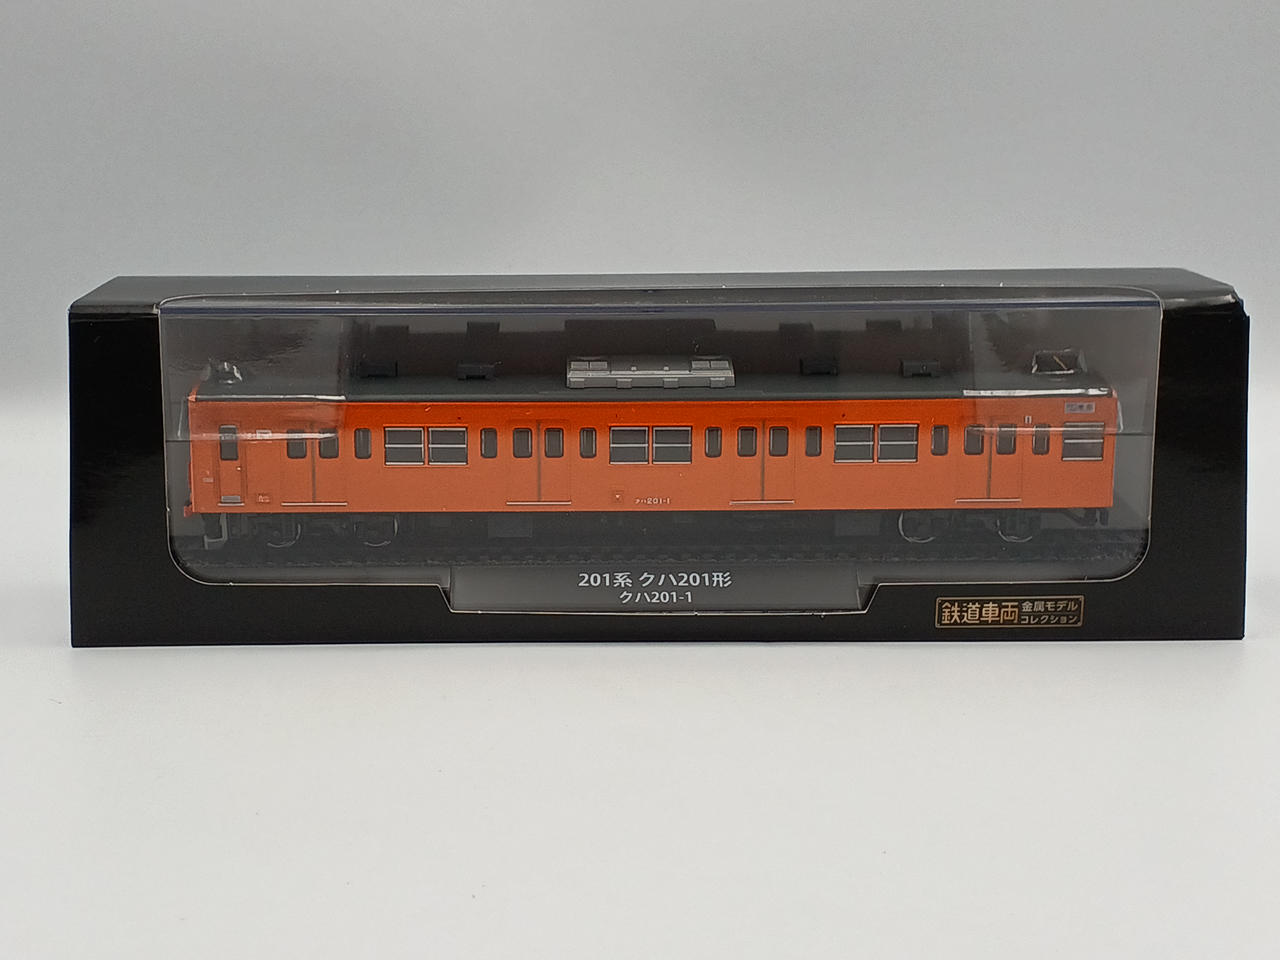 クハ201-1
201系 クハ201形
クハ201-1
鉄道車両 金属モデル
コレクション